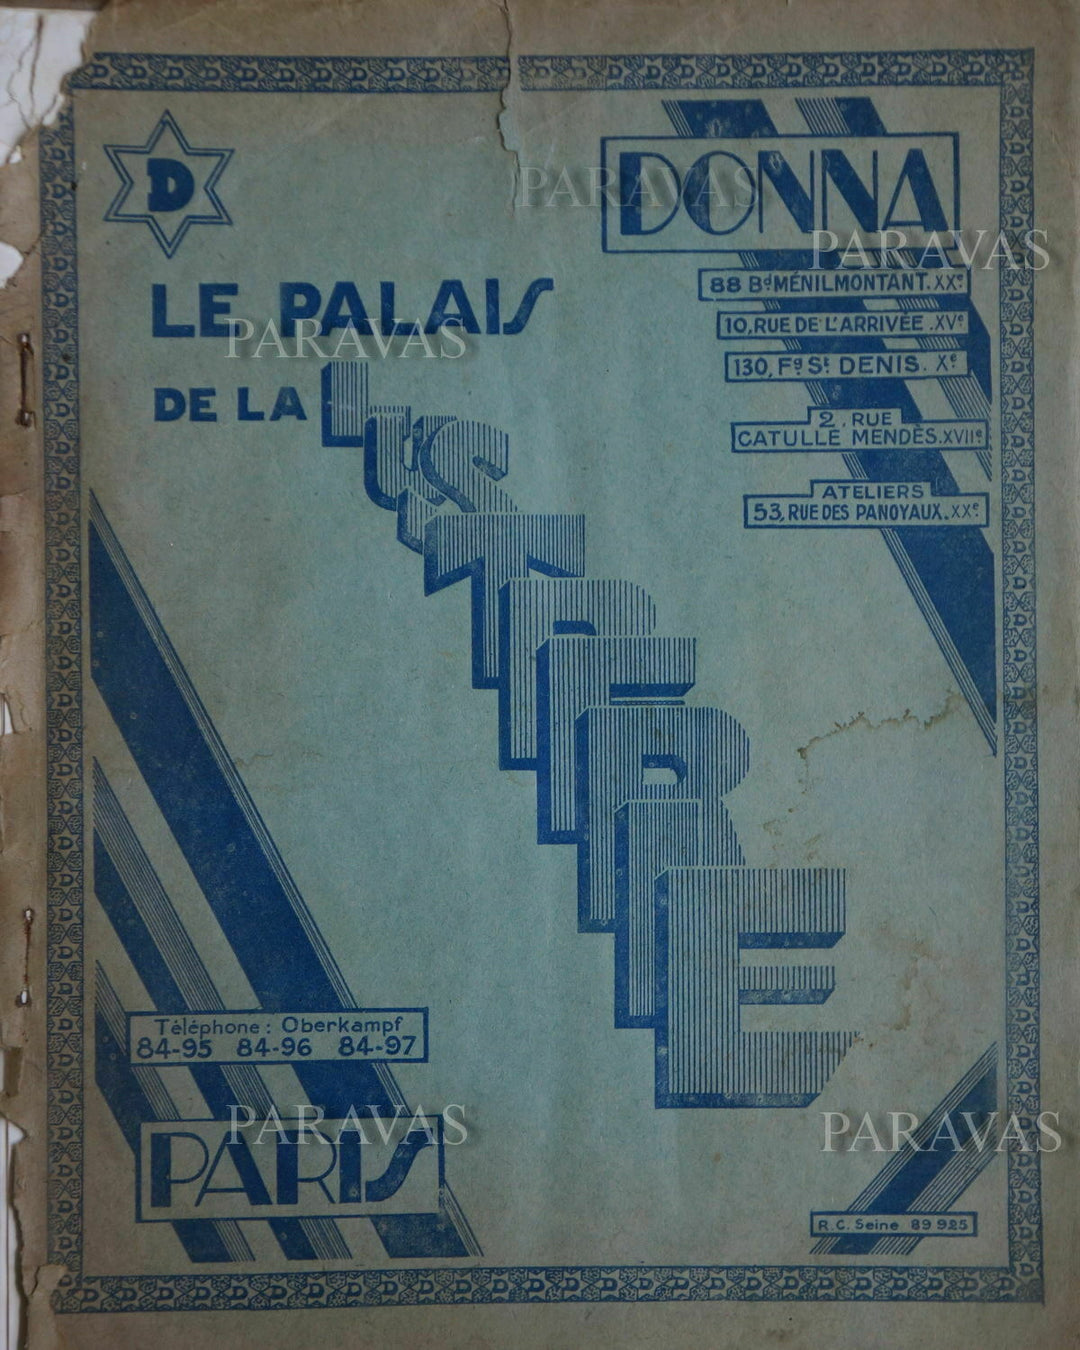 D
DONNA
88 Bd MÉNILMONTANT. XXe.
10, RUE DE L'ARRIVÉE. XVe
130, Fg St DENIS. Xe
2, RUE
CATULLE MENDÈS. XVIIe
ATELIERS
53, RUE DES PANOYAUX. XXe
LE PALAIS
DE LA LUSTRERIE
Téléphone : Oberkampf
84-95 84-96 84-97
PARIS
R.C. Seine 89 925
PARAVAS
PARAVAS
PARAVAS
PARAVAS
PARAVAS